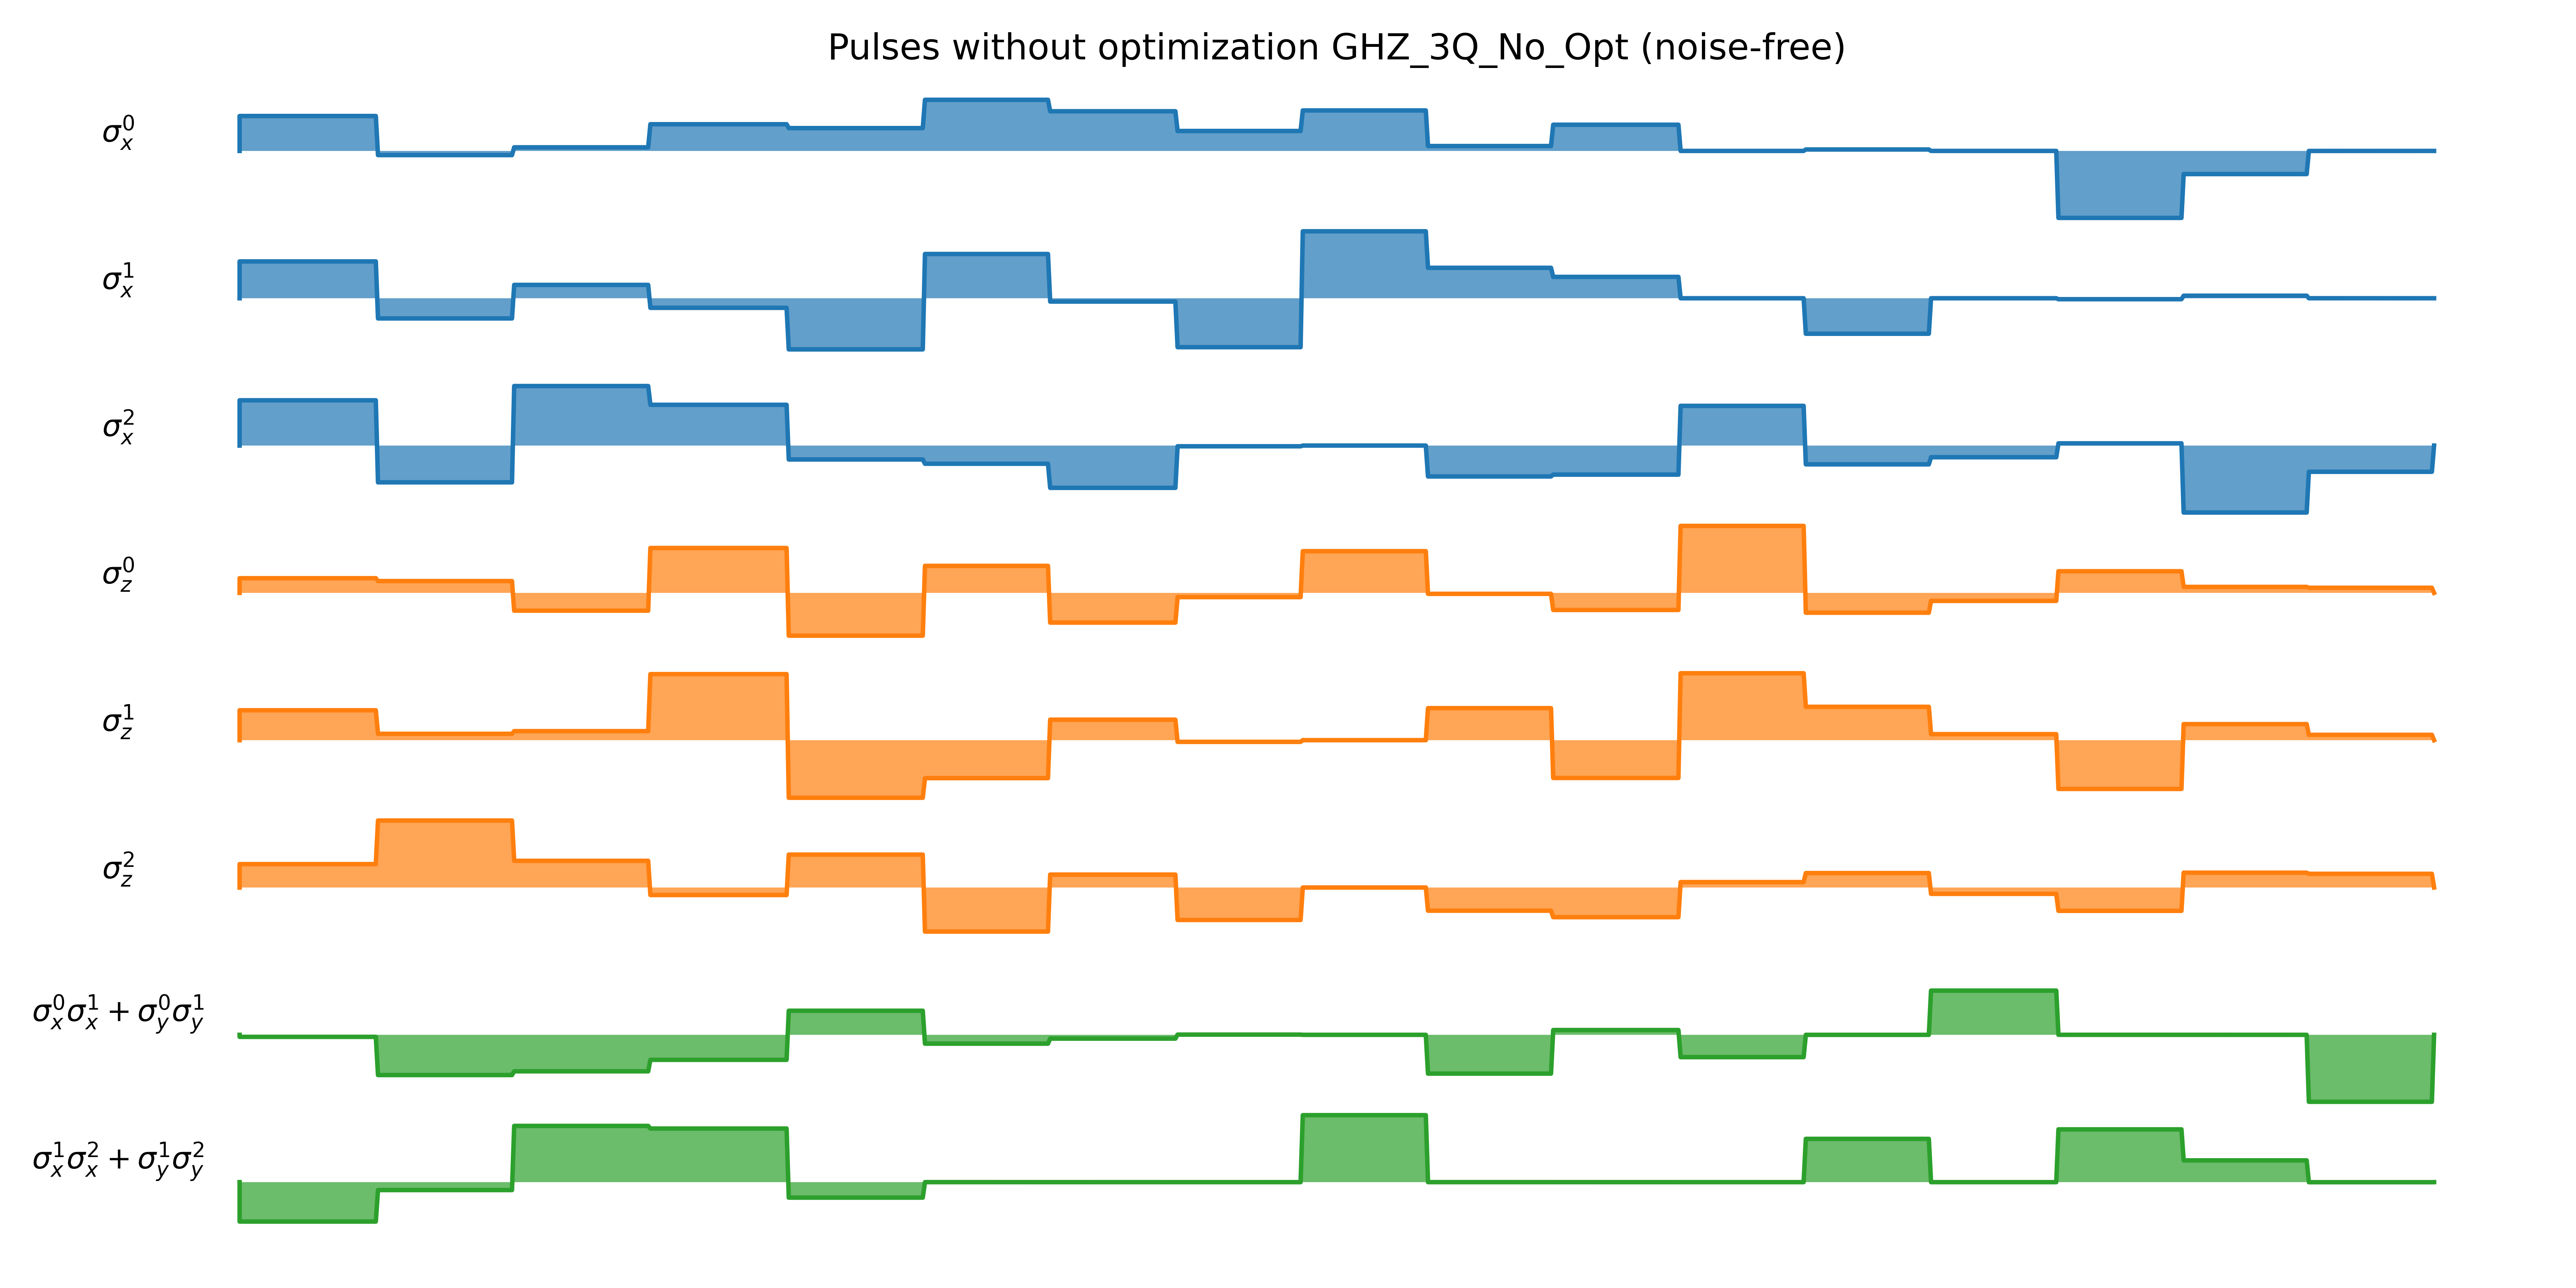 Pulses without optimization GHZ_3Q_No_Opt (noise-free)
σ_x^0
σ_x^1
σ_x^2
σ_z^0
σ_z^1
σ_z^2
σ_x^0σ_x^1 + σ_y^0σ_y^1
σ_x^1σ_x^2 + σ_y^1σ_y^2